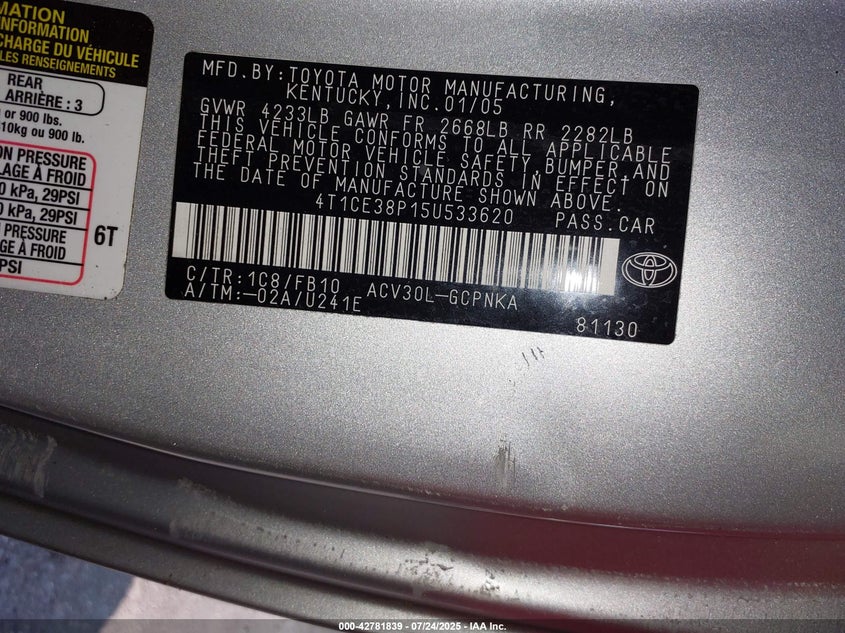 MATION
INFORMATION
CHARGE DU VÉHICULE
LES RENSEIGNEMENTS
REAR
ARRIÈRE : 3
or 900 lbs.
10kg ou 900 lb.
PRESSURE
À FROID
0 kPa, 29PSI
0 kPa, 29PSI
PRESSURE
À FROID
PSI
6T
MFD.BY:TOYOTA MOTOR MANUFACTURING,
KENTUCKY,INC.01/05
GVWR 4233LB GAWR FR 2668LB RR 2282LB
THIS VEHICLE CONFORMS TO ALL APPLICABLE
FEDERAL MOTOR VEHICLE SAFETY,BUMPER,AND
THEFT PREVENTION STANDARDS IN EFFECT ON
THE DATE OF MANUFACTURE SHOWN ABOVE.
4T1CE38P15U533620 PASS.CAR
C/TR:1C8/FB10 ACV30L-GCPNKA
A/TM:-02A/U241E
81130
000-42781839 - 07/24/2025 - IAA Inc.